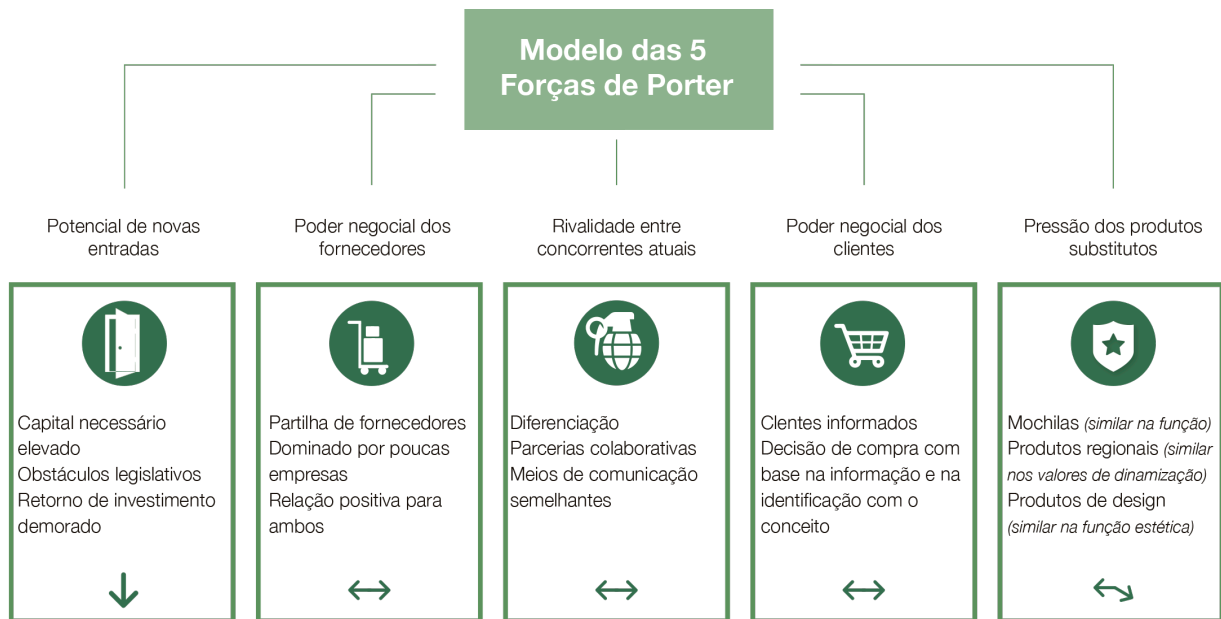 Modelo das 5
Forças de Porter
Potencial de novas
entradas
Poder negocial dos
fornecedores
Rivalidade entre
concorrentes atuais
Poder negocial dos
clientes
Pressão dos produtos
substitutos
Capital necessário
elevado
Obstáculos legislativos
Retorno de investimento
demorado
Partilha de fornecedores
Dominado por poucas
empresas
Relação positiva para
ambos
Diferenciação
Parcerias colaborativas
Meios de comunicação
semelhantes
Clentes informados
Decisão de compra com
base na informação e na
identificação com o
conceito
Mochilas (similar na função)
Produtos regionais (similar
nos valores de dinamização)
Produtos de design
(similar na função estética)